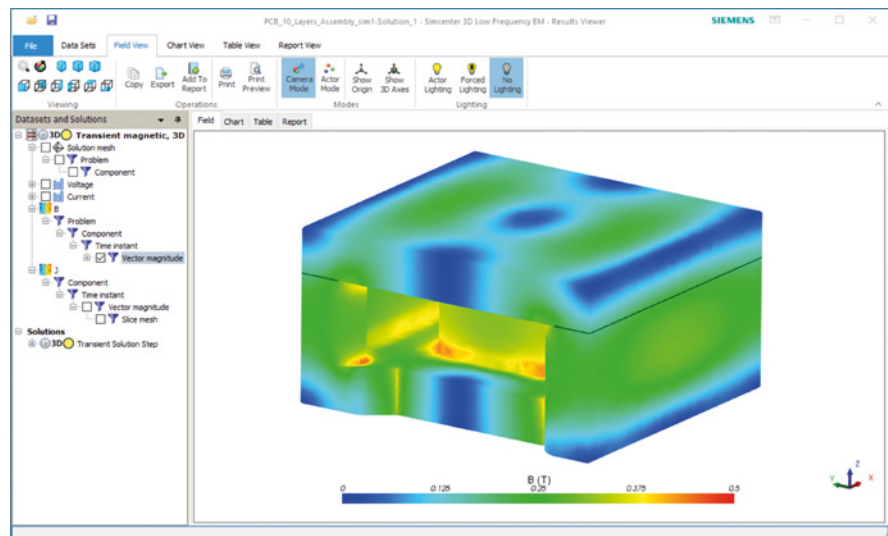 PCB_10_Layers_Assembly_sim1-Solution_1 - Simcenter 3D Low Frequency EM - Results Viewer
SIEMENS
File Data Sets Field View Chart View Table View Report View
Copy Export Add To Report Print Print Preview Camera Mode Actor Mode Show Origin Show 3D Axes Actor Lighting Forced Lighting No Lighting
Viewing Operations Modes Lighting
Datasets and Solutions
Field Chart Table Report
3D Transient magnetic, 3D
Solution mesh
Problem
Component
Voltage
Current
B
Problem
Component
Time instant
Vector magnitude
J
Component
Time instant
Vector magnitude
Slice mesh
Solutions
3D Transient Solution Step
B (T)
0 0.125 0.25 0.375 0.5
Z
Y
X